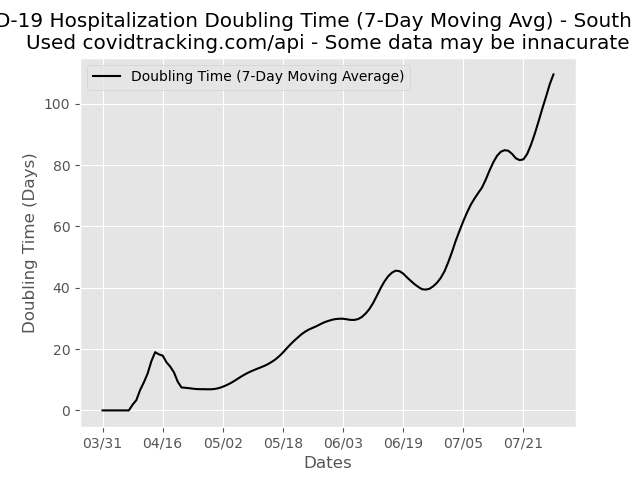 D-19 Hospitalization Doubling Time (7-Day Moving Avg) - South
Used covidtracking.com/api - Some data may be innacurate
Doubling Time (7-Day Moving Average)
100
80
60
40
20
0
Doubling Time (Days)
03/31 04/16 05/02 05/18 06/03 06/19 07/05 07/21
Dates